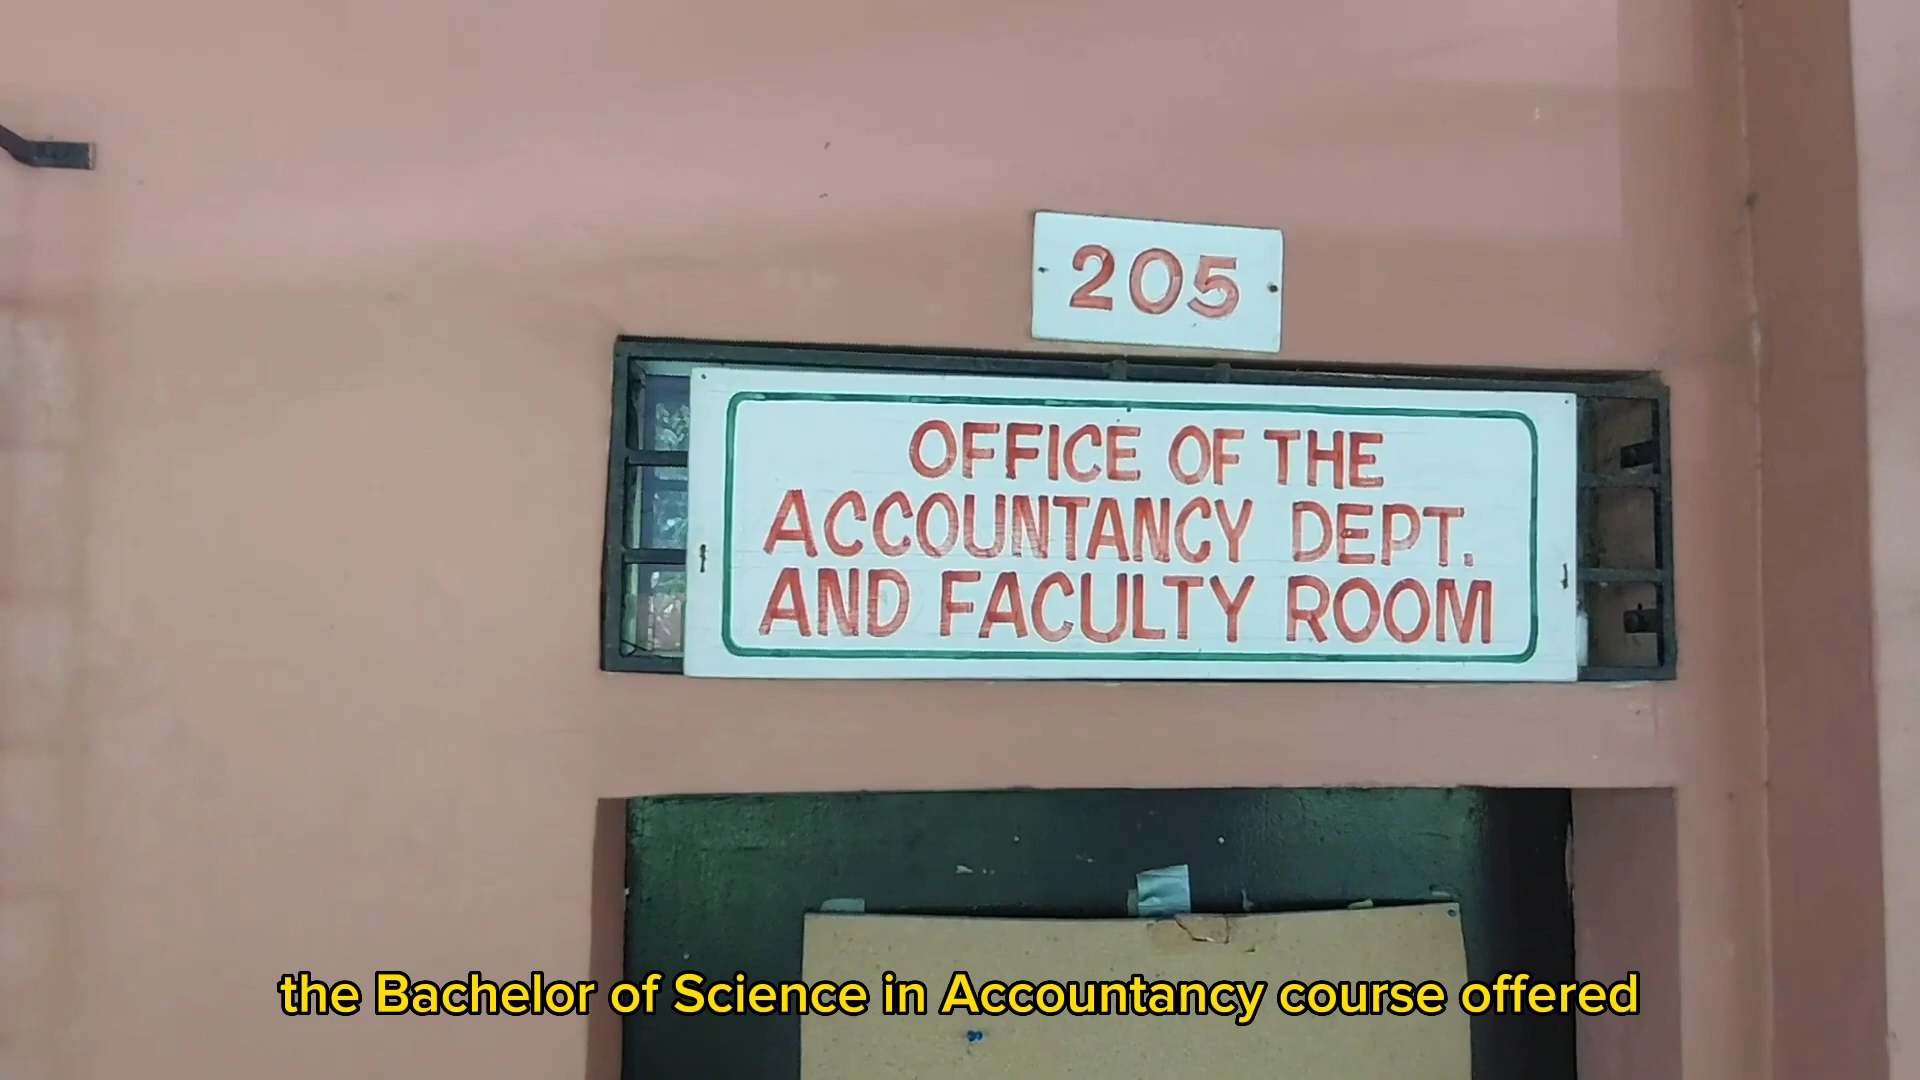 205
OFFICE OF THE
ACCOUNTANCY DEPT.
AND FACULTY ROOM
the Bachelor of Science in Accountancy course offered